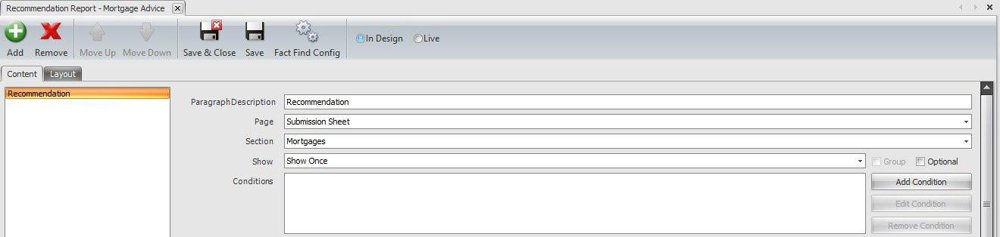 Recommendation Report - Mortgage Advice
Add Remove Move Up Move Down Save & Close Save Fact Find Config In Design Live
Content Layout
Recommendation
Paragraph Description Recommendation
Page Submission Sheet
Section Mortgages
Show Show Once Group Optional
Conditions Add Condition
Edit Condition
Remove Condition